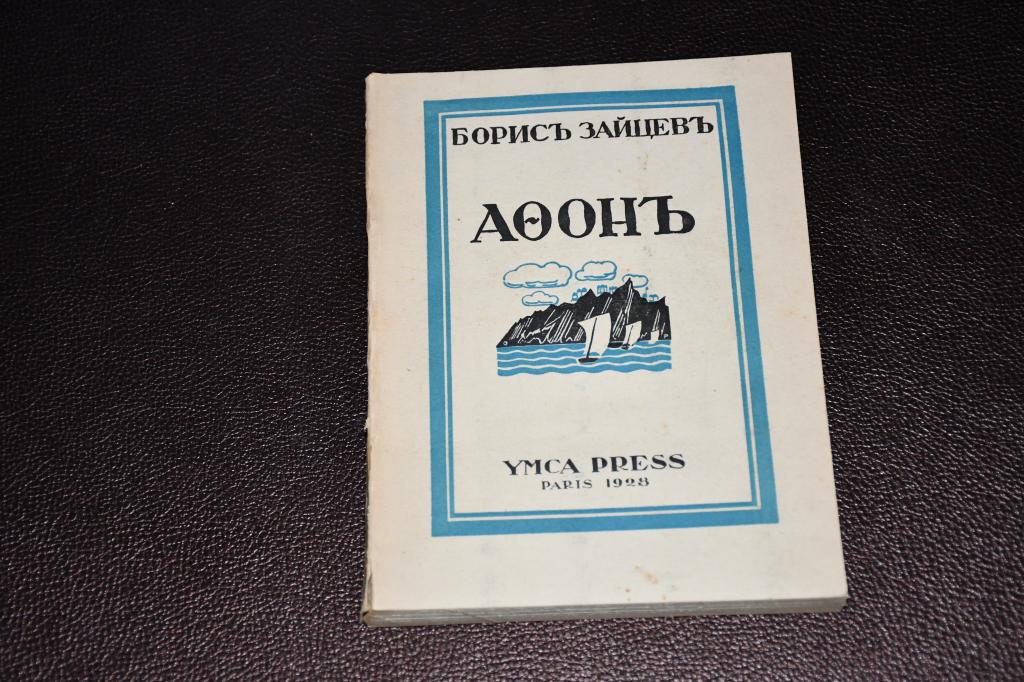 БОРИСЪ ЗАЙЦЕВЪ
АѲОНЪ
YMCA PRESS
PARIS 1928